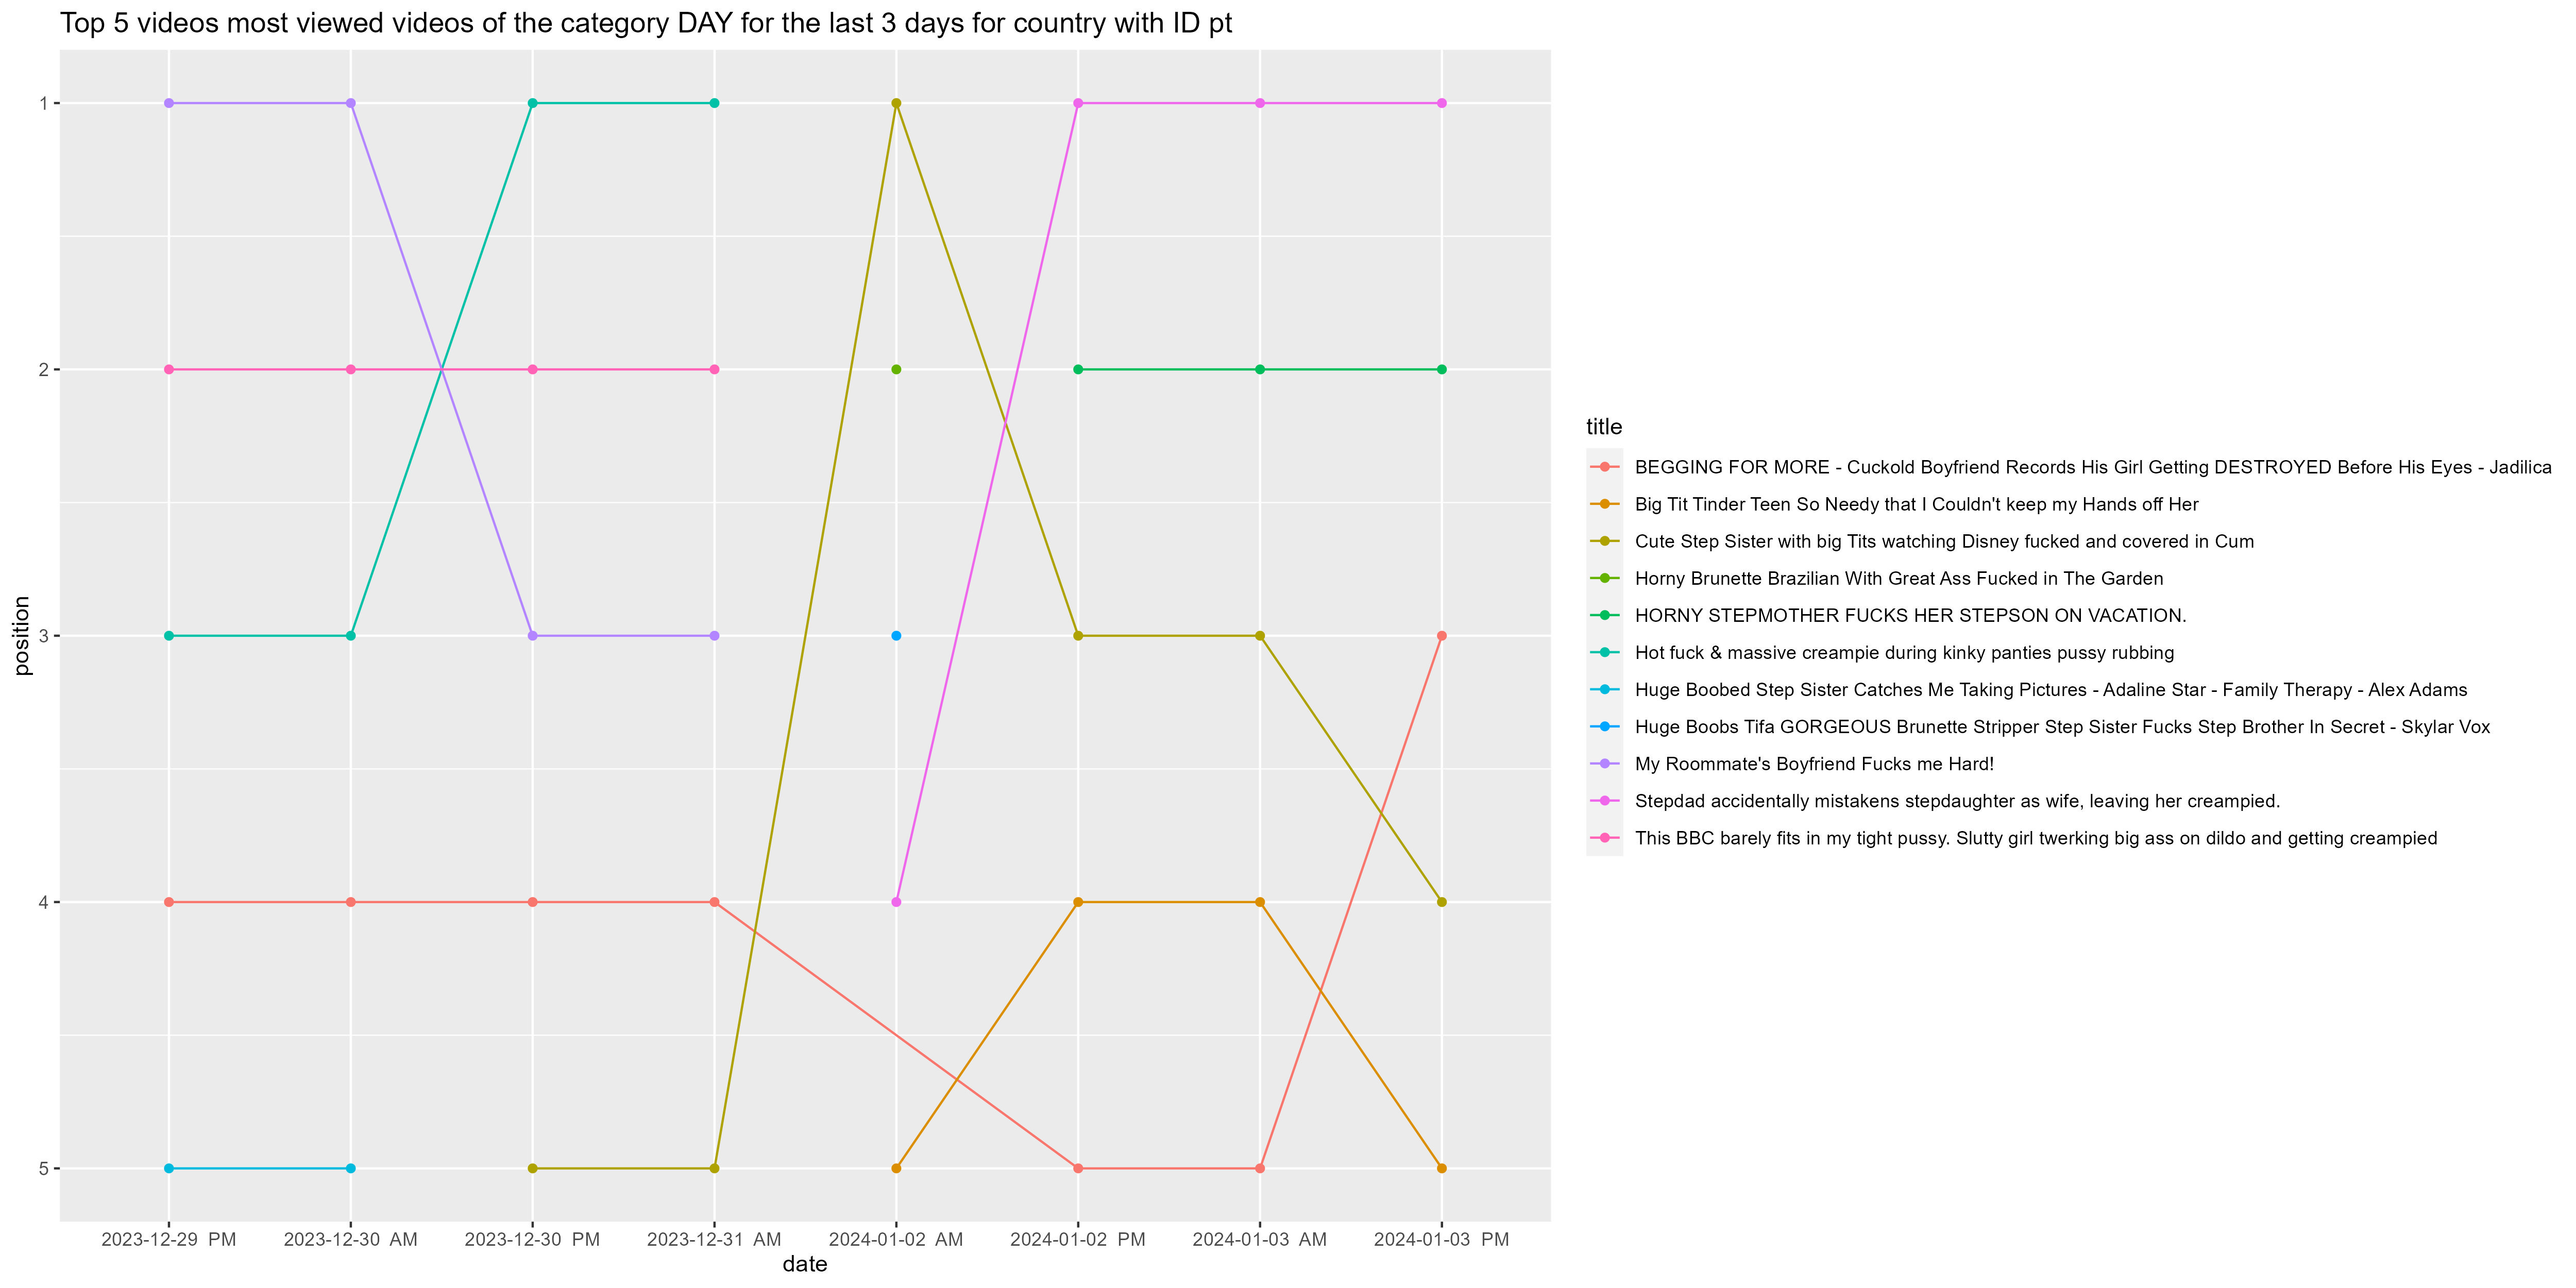 Top 5 videos most viewed videos of the category DAY for the last 3 days for country with ID pt
1
2
3
4
5
position
2023-12-29 PM
2023-12-30 AM
2023-12-30 PM
2023-12-31 AM
2024-01-02 AM
2024-01-02 PM
2024-01-03 AM
2024-01-03 PM
date
title
BEGGING FOR MORE - Cuckold Boyfriend Records His Girl Getting DESTROYED Before His Eyes - Jadilica
Big Tit Tinder Teen So Needy that I Couldn't keep my Hands off Her
Cute Step Sister with big Tits watching Disney fucked and covered in Cum
Horny Brunette Brazilian With Great Ass Fucked in The Garden
HORNY STEPMOTHER FUCKS HER STEPSON ON VACATION.
Hot fuck & massive creampie during kinky panties pussy rubbing
Huge Boobed Step Sister Catches Me Taking Pictures - Adaline Star - Family Therapy - Alex Adams
Huge Boobs Tifa GORGEOUS Brunette Stripper Step Sister Fucks Step Brother In Secret - Skylar Vox
My Roommate's Boyfriend Fucks me Hard!
Stepdad accidentally mistakens stepdaughter as wife, leaving her creampied.
This BBC barely fits in my tight pussy. Slutty girl twerking big ass on dildo and getting creampied